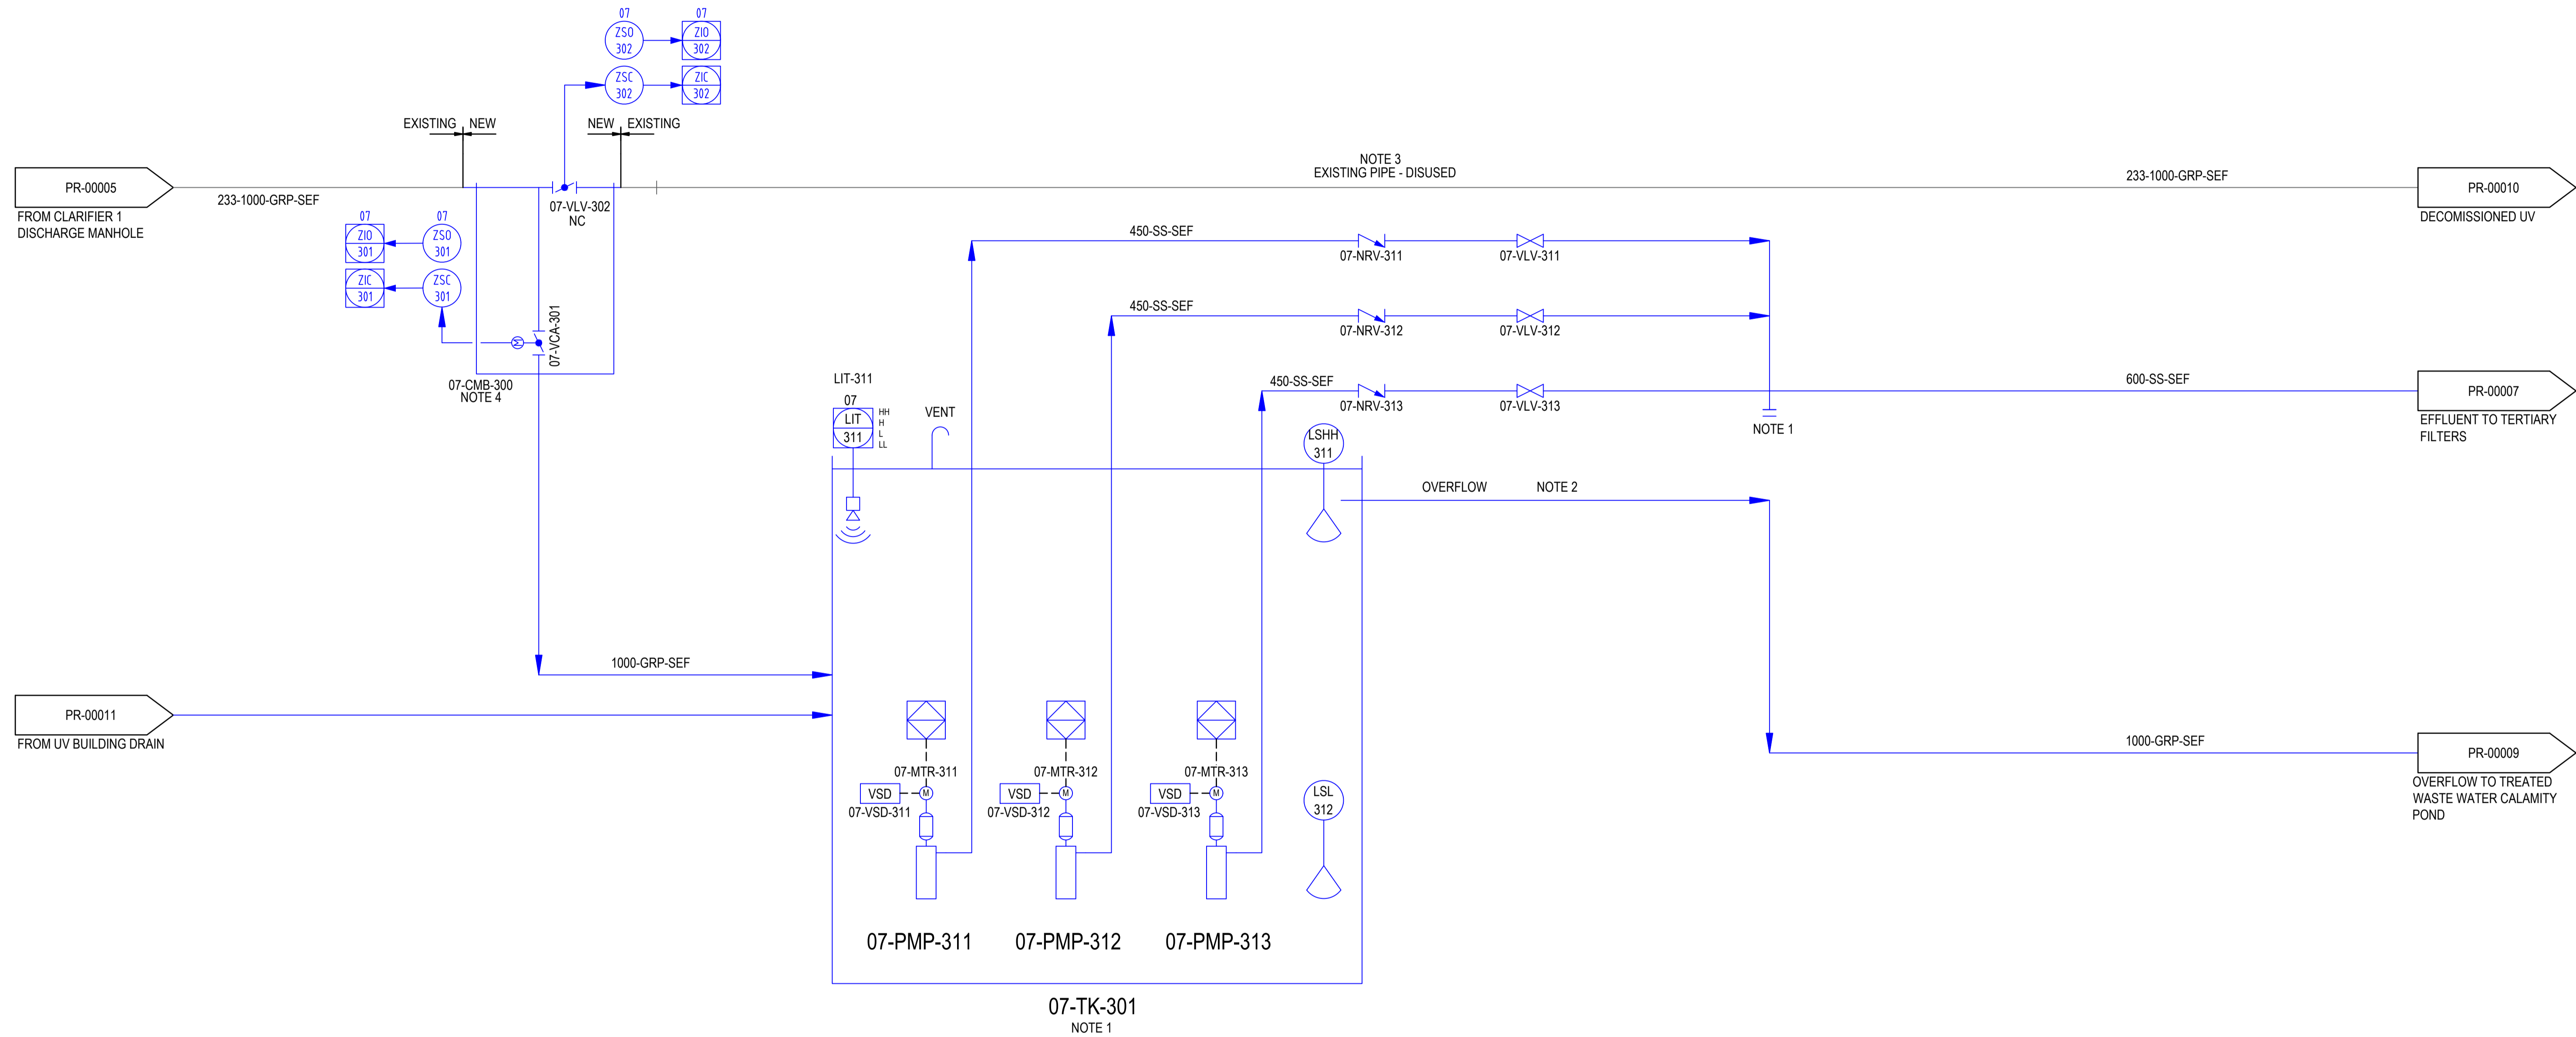 07
07
ZSO
302
ZIO
302
ZSC
302
ZIC
302
EXISTING
NEW
NEW
EXISTING
NOTE 3
EXISTING PIPE - DISUSED
233-1000-GRP-SEF
PR-00005
PR-00010
233-1000-GRP-SEF
07-VLV-302
NC
FROM CLARIFIER 1
DISCHARGE MANHOLE
DECOMISSIONED UV
07
07
ZIO
301
ZSO
301
ZIC
301
ZSC
301
M
07-VCA-301
07-CMB-300
NOTE 4
450-SS-SEF
07-NRV-311
07-VLV-311
450-SS-SEF
07-NRV-312
07-VLV-312
450-SS-SEF
07-NRV-313
07-VLV-313
600-SS-SEF
PR-00007
EFFLUENT TO TERTIARY
FILTERS
NOTE 1
LIT-311
07
LIT
311
HH
H
L
LL
VENT
LSHH
311
OVERFLOW
NOTE 2
1000-GRP-SEF
PR-00011
FROM UV BUILDING DRAIN
1000-GRP-SEF
PR-00009
OVERFLOW TO TREATED
WASTE WATER CALAMITY
POND
07-MTR-311
07-MTR-312
07-MTR-313
VSD
M
VSD
M
VSD
M
07-VSD-311
07-VSD-312
07-VSD-313
LSL
312
07-PMP-311
07-PMP-312
07-PMP-313
07-TK-301
NOTE 1